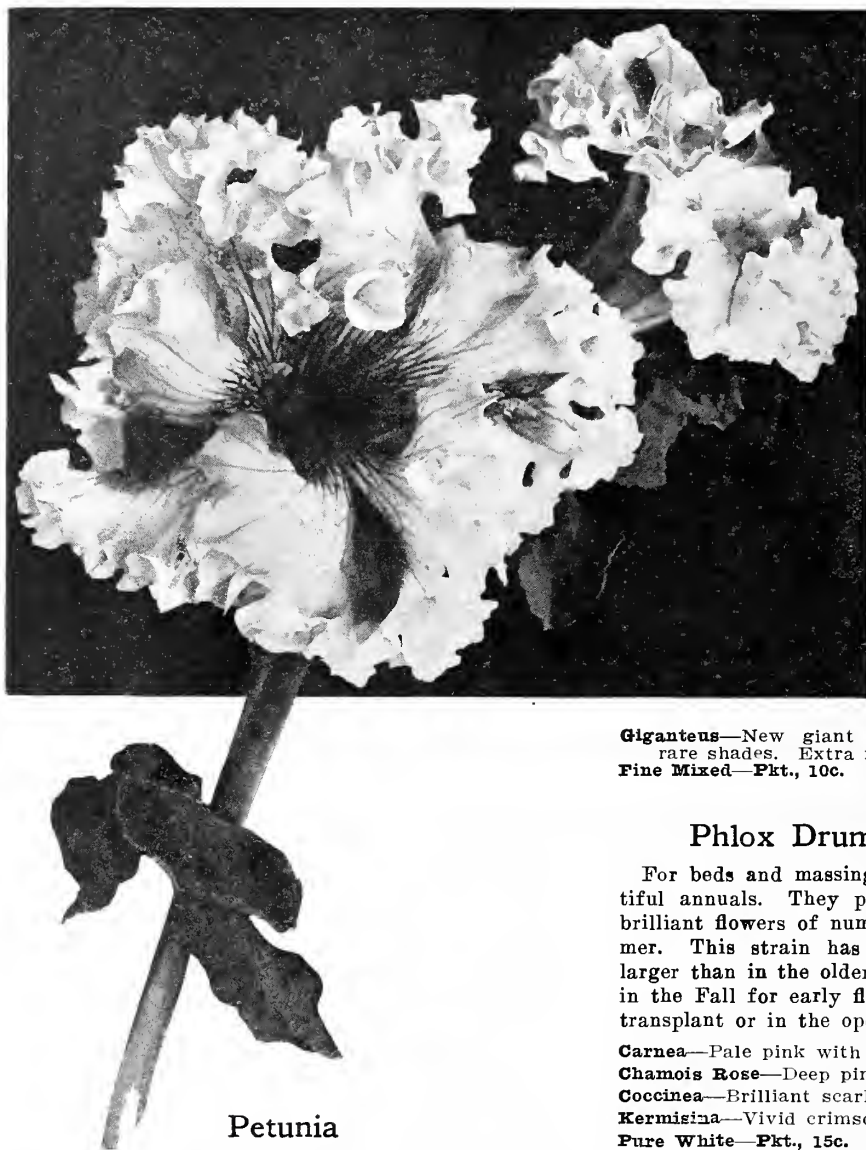 Giganteus—New giant
rare shades. Extra
Fine Mixed—Pkt., 10c.
Phlox Drum
For beds and massing
tiful annuals. They p
brilliant flowers of num
mer. This strain has
larger than in the older
in the Fall for early fl
transplant or in the op
Carnea—Pale pink with
Chamois Rose—Deep pin
Coccinea—Brilliant scarl
Kermisina—Vivid crimse
Pure White—Pkt., 15c.
Petunia